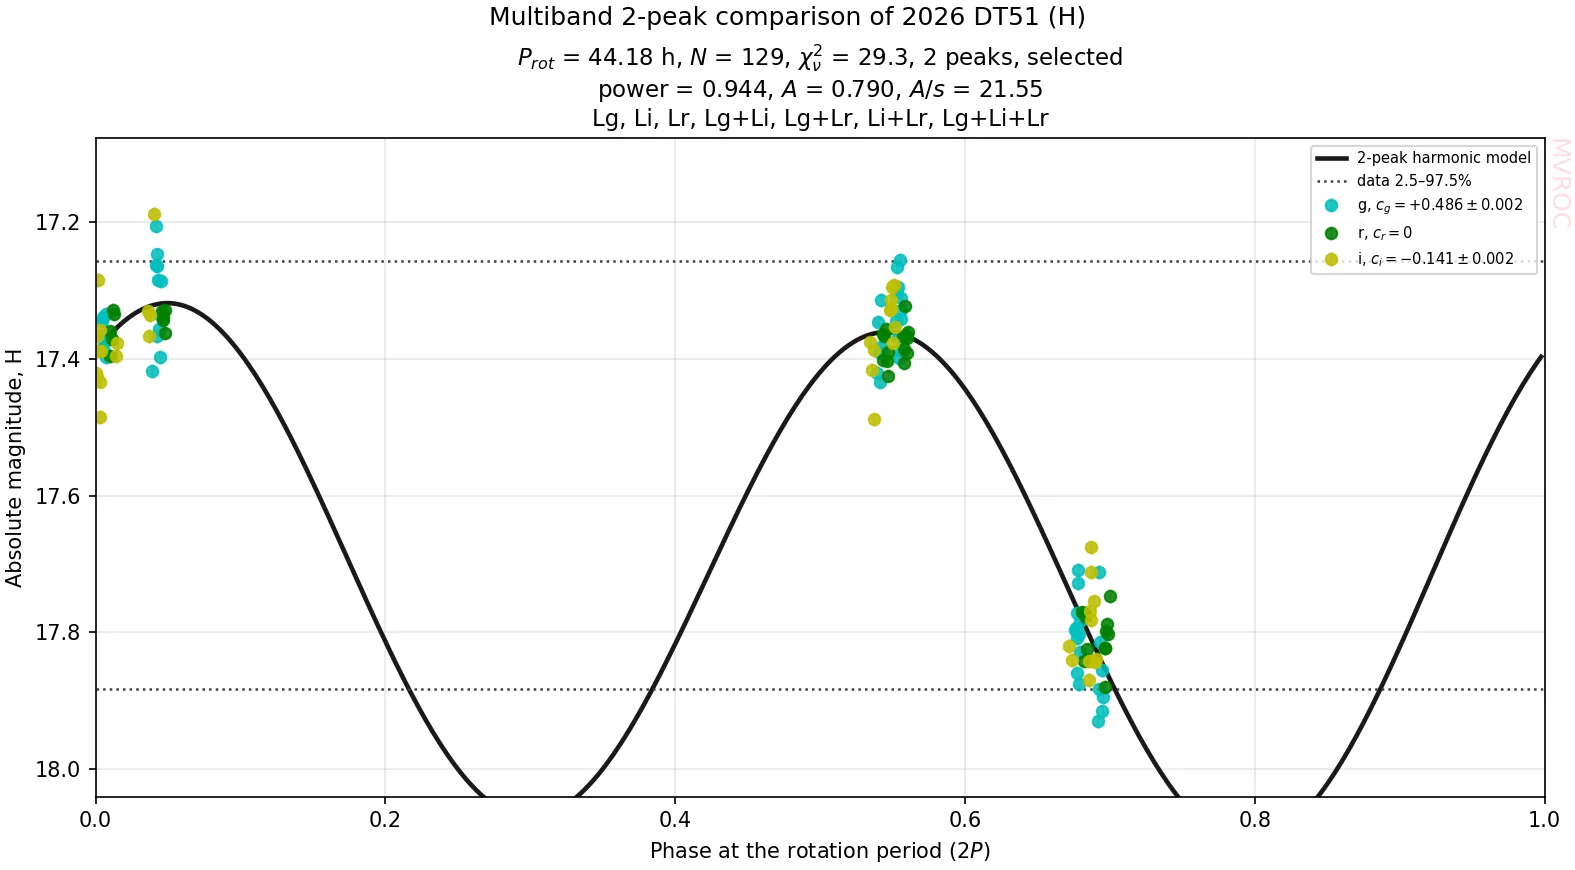 Multiband 2-peak comparison of 2026 DT51 (H)
P_rot = 44.18 h, N = 129, χ²_ν = 29.3, 2 peaks, selected
power = 0.944, A = 0.790, A/s = 21.55
Lg, Li, Lr, Lg+Li, Lg+Lr, Li+Lr, Lg+Li+Lr
2-peak harmonic model
data 2.5–97.5%
g, c_g = +0.486 ± 0.002
r, c_r = 0
i, c_i = −0.141 ± 0.002
MVROC
Absolute magnitude, H
17.2
17.4
17.6
17.8
18.0
0.0 0.2 0.4 0.6 0.8 1.0
Phase at the rotation period (2P)